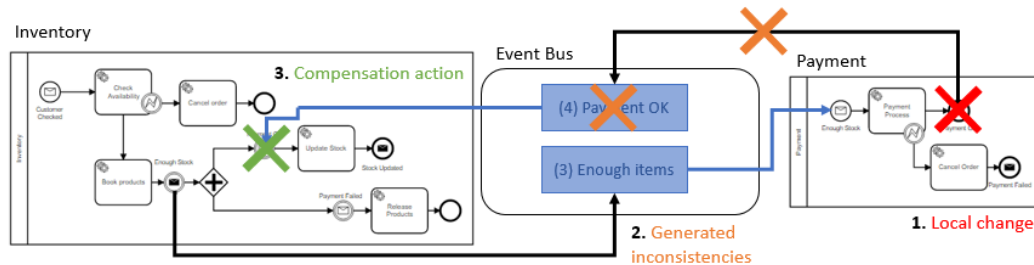 Inventory
Event Bus
Payment
3. Compensation action
Inventory
Customer
Checked
Check
Availability
Cancel order
Update Stock
Stock Updated
Enough Stock
Book products
Payment Failed
Release
Products
(4) Payment OK
(3) Enough items
Payment
Enough Stock
Payment
Process
Cancel Order
Payment Failed
1. Local change
2. Generated
inconsistencies